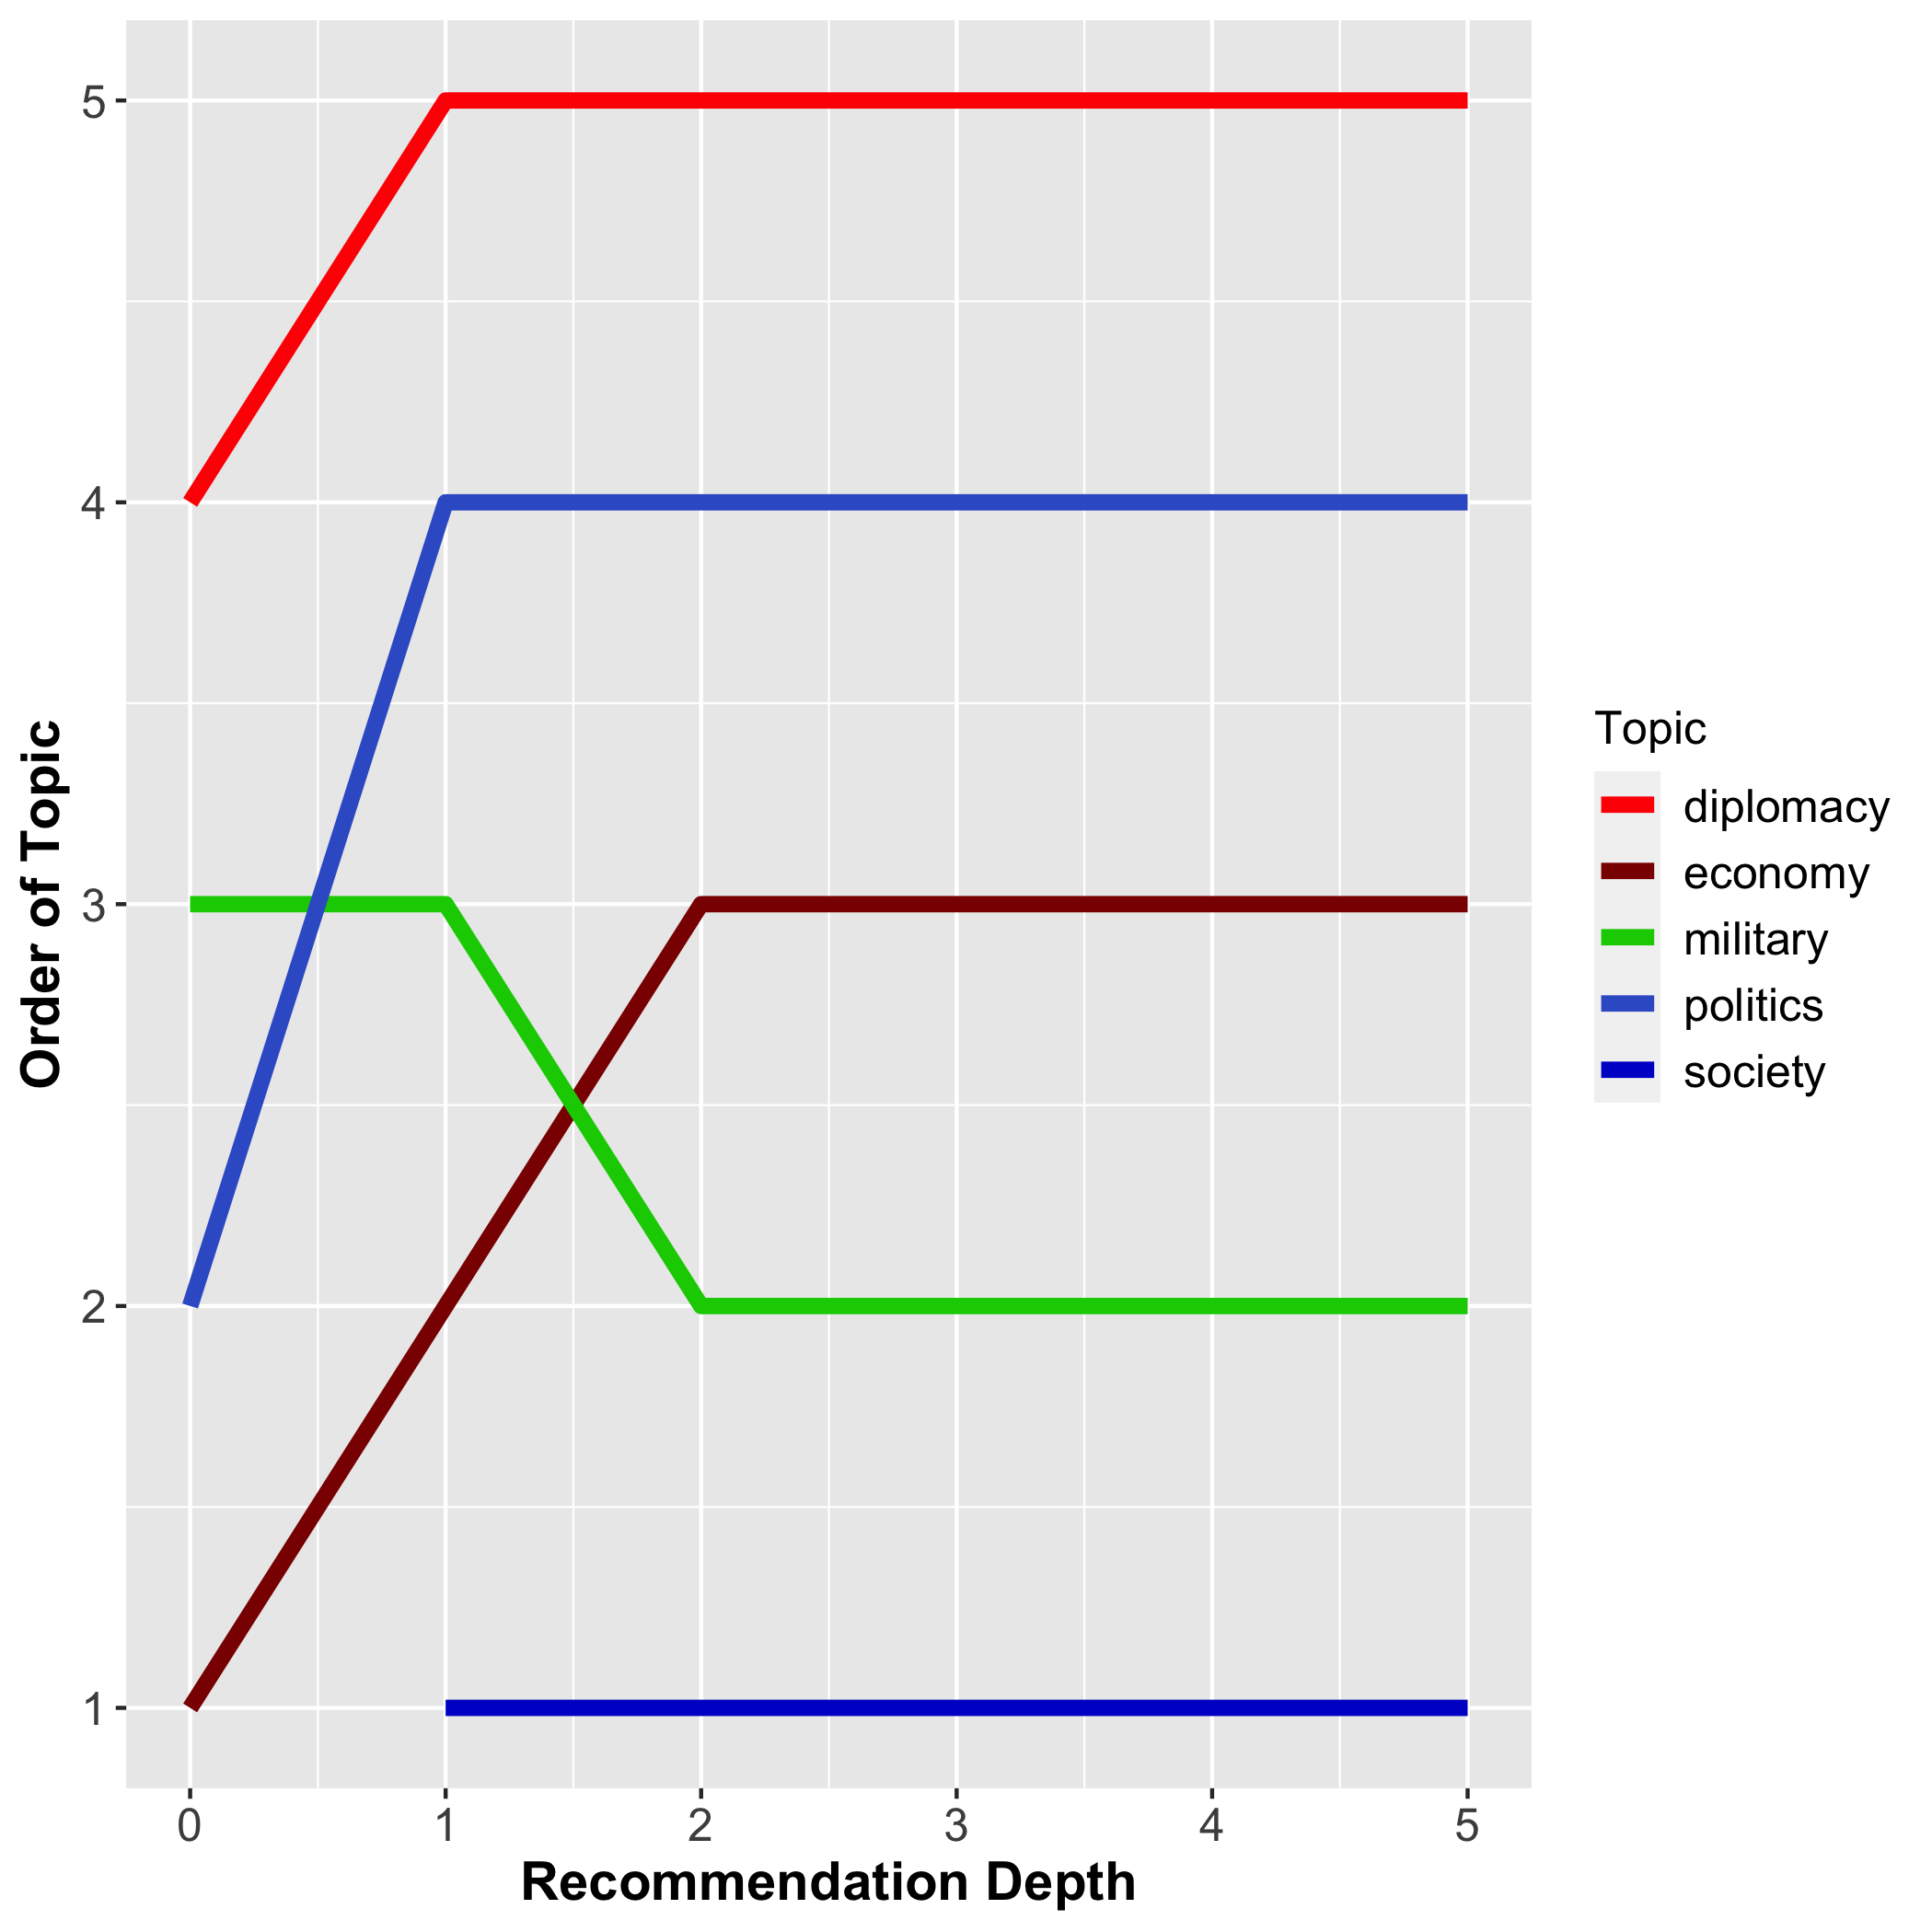 5
4
3
2
1
Order of Topic
0 1 2 3 4 5
Recommendation Depth
Topic
diplomacy
economy
military
politics
society